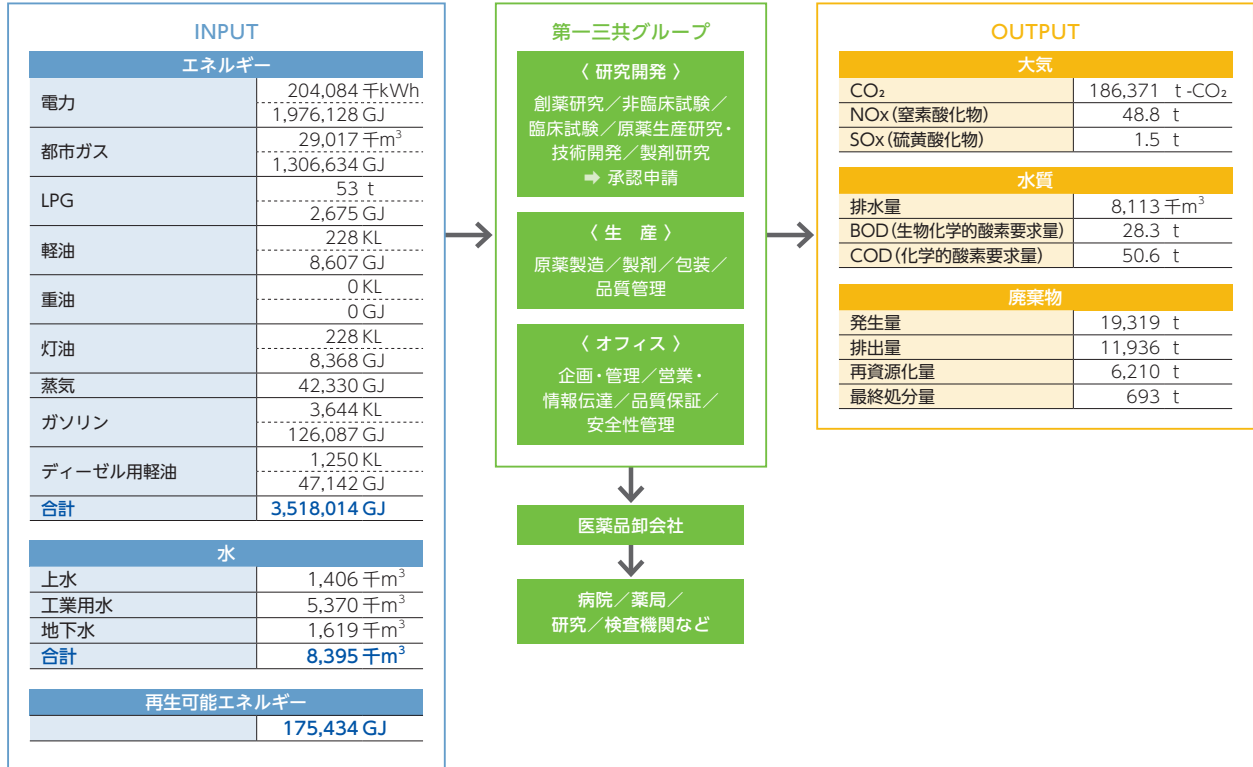 INPUT
エネルギー
電力 204,084 千kWh
1,976,128 GJ
都市ガス 29,017 千m³
1,306,634 GJ
LPG 53 t
2,675 GJ
軽油 228 KL
8,607 GJ
重油 0 KL
0 GJ
灯油 228 KL
8,368 GJ
蒸気 42,330 GJ
ガソリン 3,644 KL
126,087 GJ
ディーゼル用軽油 1,250 KL
47,142 GJ
合計 3,518,014 GJ
水
上水 1,406 千m³
工業用水 5,370 千m³
地下水 1,619 千m³
合計 8,395 千m³
再生可能エネルギー
175,434 GJ
第一三共グループ
〈 研究開発 〉
創薬研究／非臨床試験／
臨床試験／原薬生産研究・
技術開発／製剤研究
➡ 承認申請
〈 生 産 〉
原薬製造／製剤／包装／
品質管理
〈 オフィス 〉
企画・管理／営業・
情報伝達／品質保証／
安全性管理
医薬品卸会社
病院／薬局／
研究／検査機関など
OUTPUT
大気
CO₂ 186,371 t -CO₂
NOx（窒素酸化物） 48.8 t
SOx（硫黄酸化物） 1.5 t
水質
排水量 8,113 千m³
BOD（生物化学的酸素要求量） 28.3 t
COD（化学的酸素要求量） 50.6 t
廃棄物
発生量 19,319 t
排出量 11,936 t
再資源化量 6,210 t
最終処分量 693 t